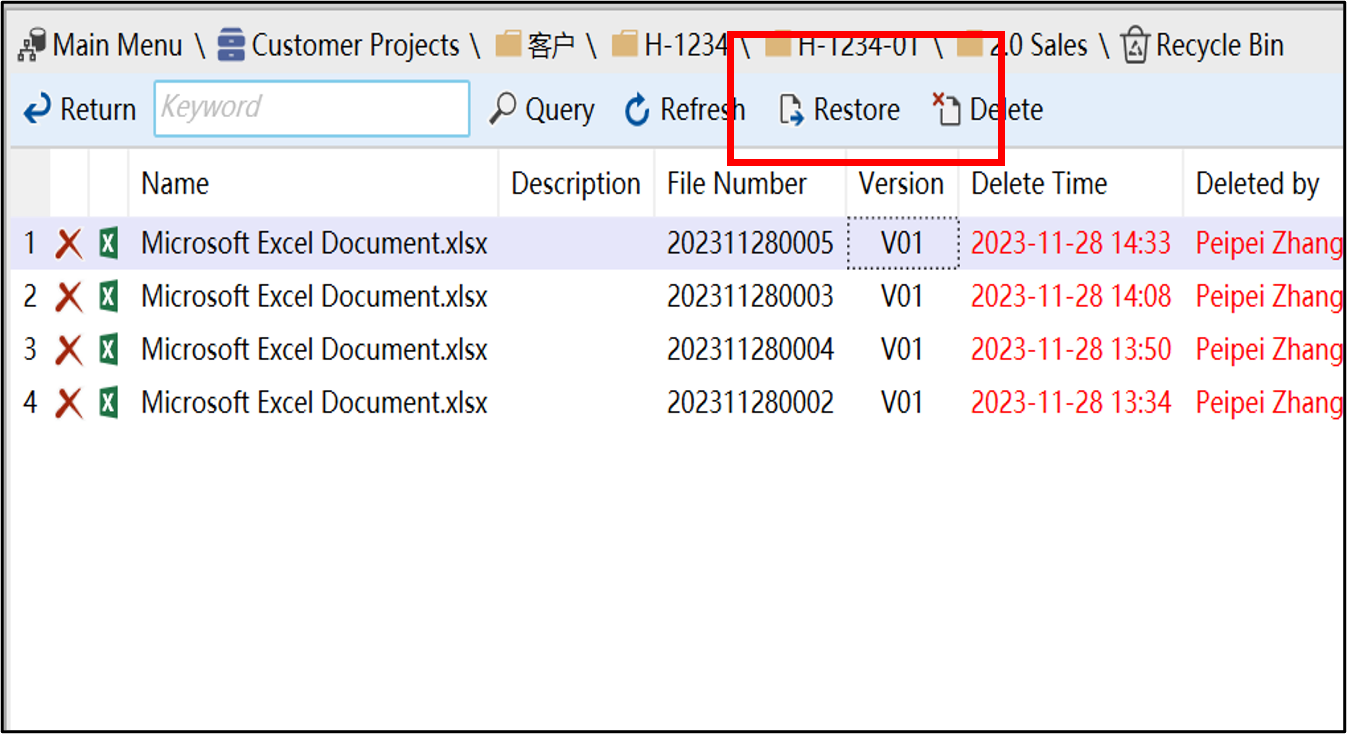 Main Menu \ Customer Projects \ 客户 \ H-1234 \ H-1234-01 \ 2.0 Sales \ Recycle Bin
Return Keyword Query Refresh Restore Delete
Name Description File Number Version Delete Time Deleted by
1 Microsoft Excel Document.xlsx 202311280005 V01 2023-11-28 14:33 Peipei Zhang
2 Microsoft Excel Document.xlsx 202311280003 V01 2023-11-28 14:08 Peipei Zhang
3 Microsoft Excel Document.xlsx 202311280004 V01 2023-11-28 13:50 Peipei Zhang
4 Microsoft Excel Document.xlsx 202311280002 V01 2023-11-28 13:34 Peipei Zhang